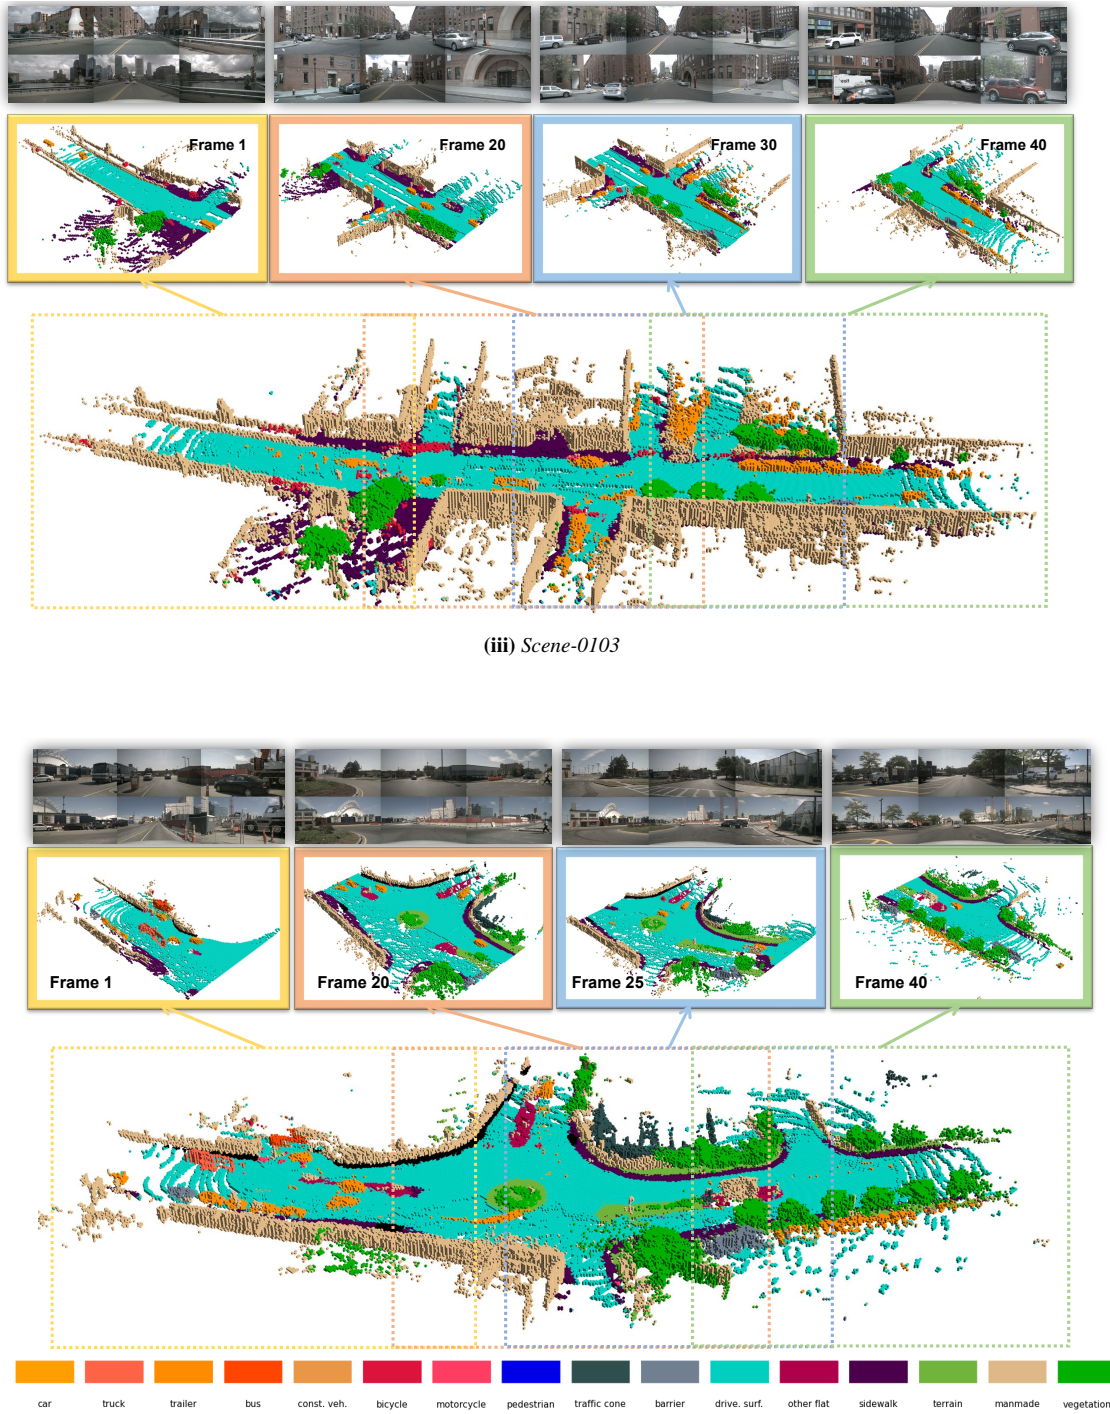 Frame 1
Frame 20
Frame 30
Frame 40
(iii) Scene-0103
Frame 1
Frame 20
Frame 25
Frame 40
car truck trailer bus const. veh. bicycle motorcycle pedestrian traffic cone barrier drive. surf. other flat sidewalk terrain manmade vegetation